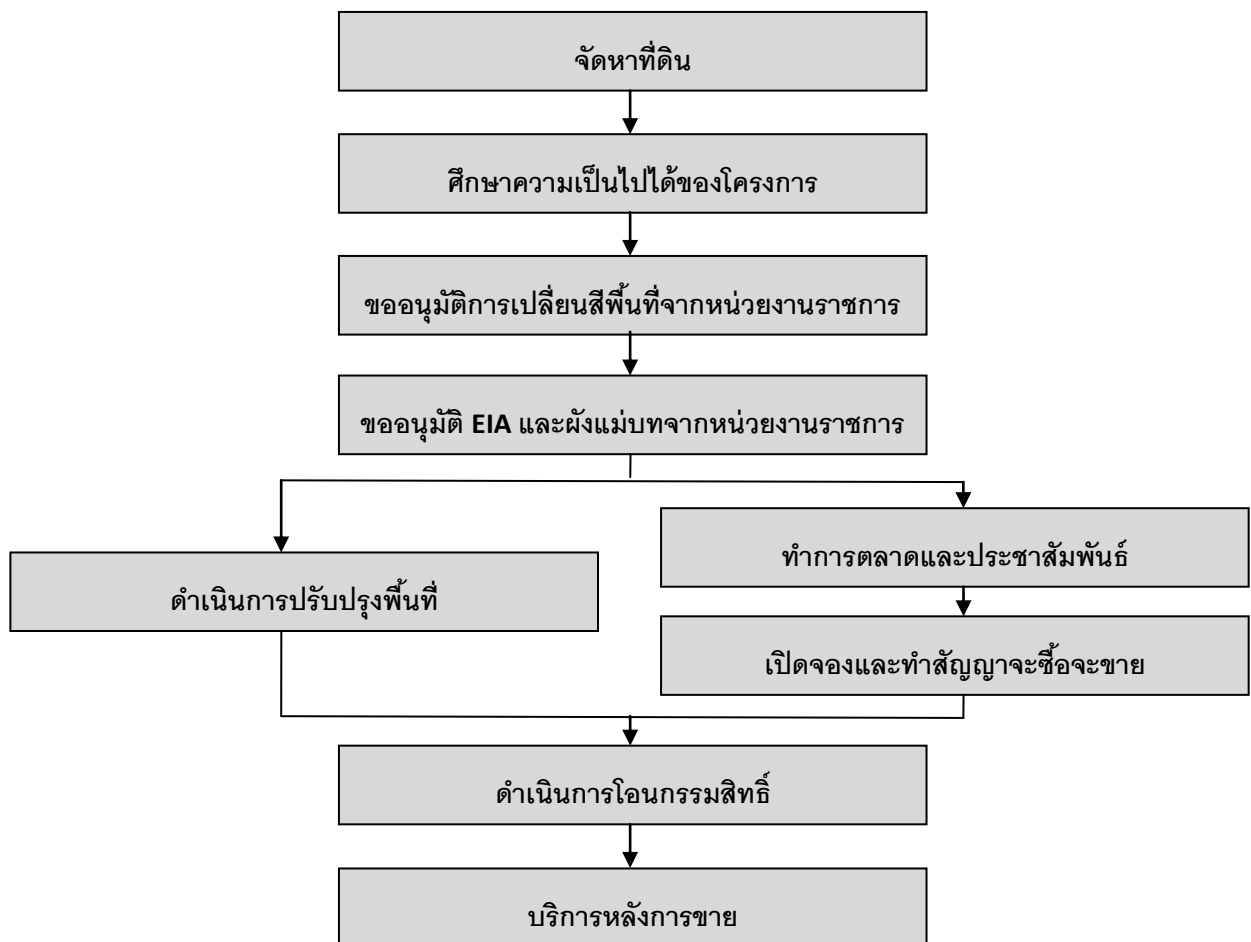 จัดหาที่ดิน
ศึกษาความเป็นไปได้ของโครงการ
ขออนุมัติการเปลี่ยนสีพื้นที่จากหน่วยงานราชการ
ขออนุมัติ EIA และผังแม่บทจากหน่วยงานราชการ
ดำเนินการปรับปรุงพื้นที่
ทำการตลาดและประชาสัมพันธ์
เปิดจองและทำสัญญาจะซื้อจะขาย
ดำเนินการโอนกรรมสิทธิ์
บริการหลังการขาย